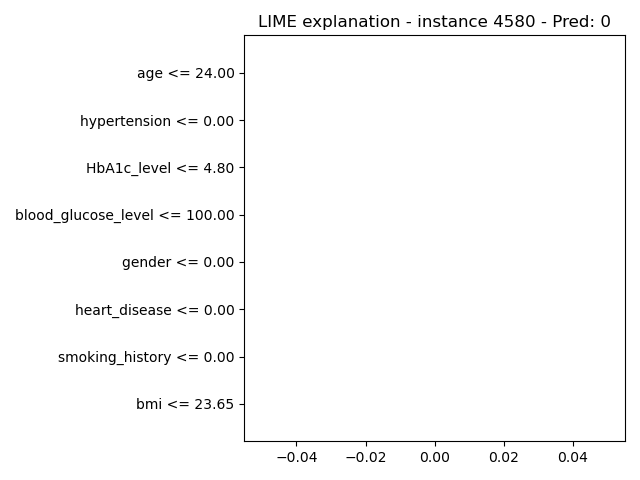 LIME explanation - instance 4580 - Pred: 0
age <= 24.00
hypertension <= 0.00
HbA1c_level <= 4.80
blood_glucose_level <= 100.00
gender <= 0.00
heart_disease <= 0.00
smoking_history <= 0.00
bmi <= 23.65
−0.04 −0.02 0.00 0.02 0.04